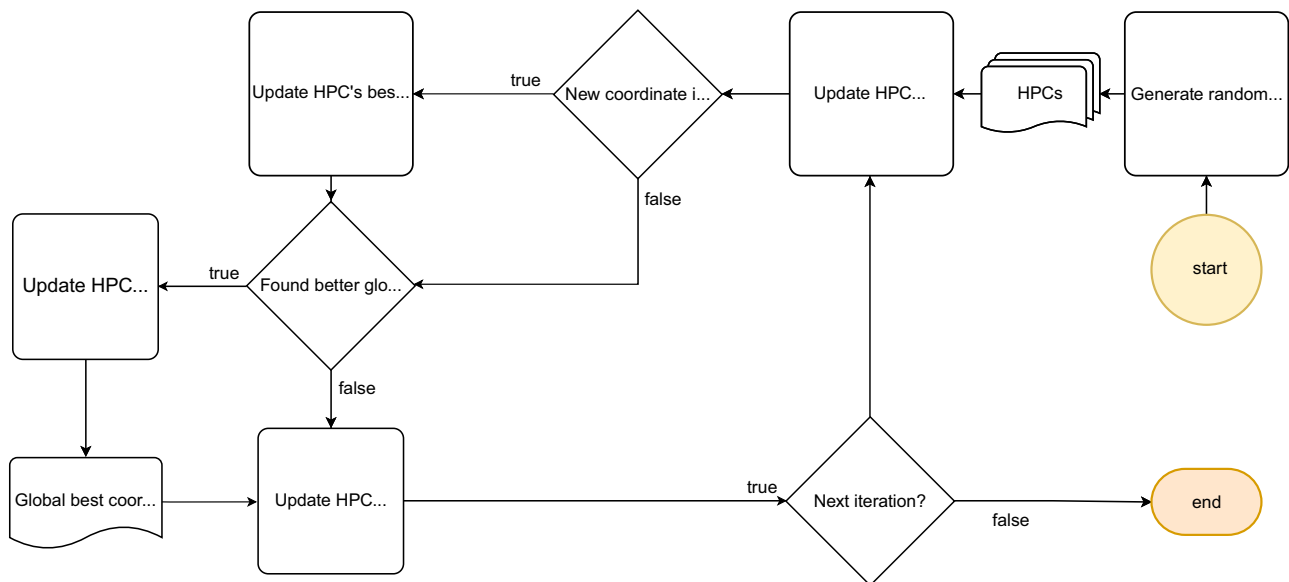 true
Update HPC's bes...
New coordinate i...
Update HPC...
HPCs
Generate random...
false
true
Update HPC...
Found better glo...
start
false
Global best coor...
Update HPC...
true
Next iteration?
false
end